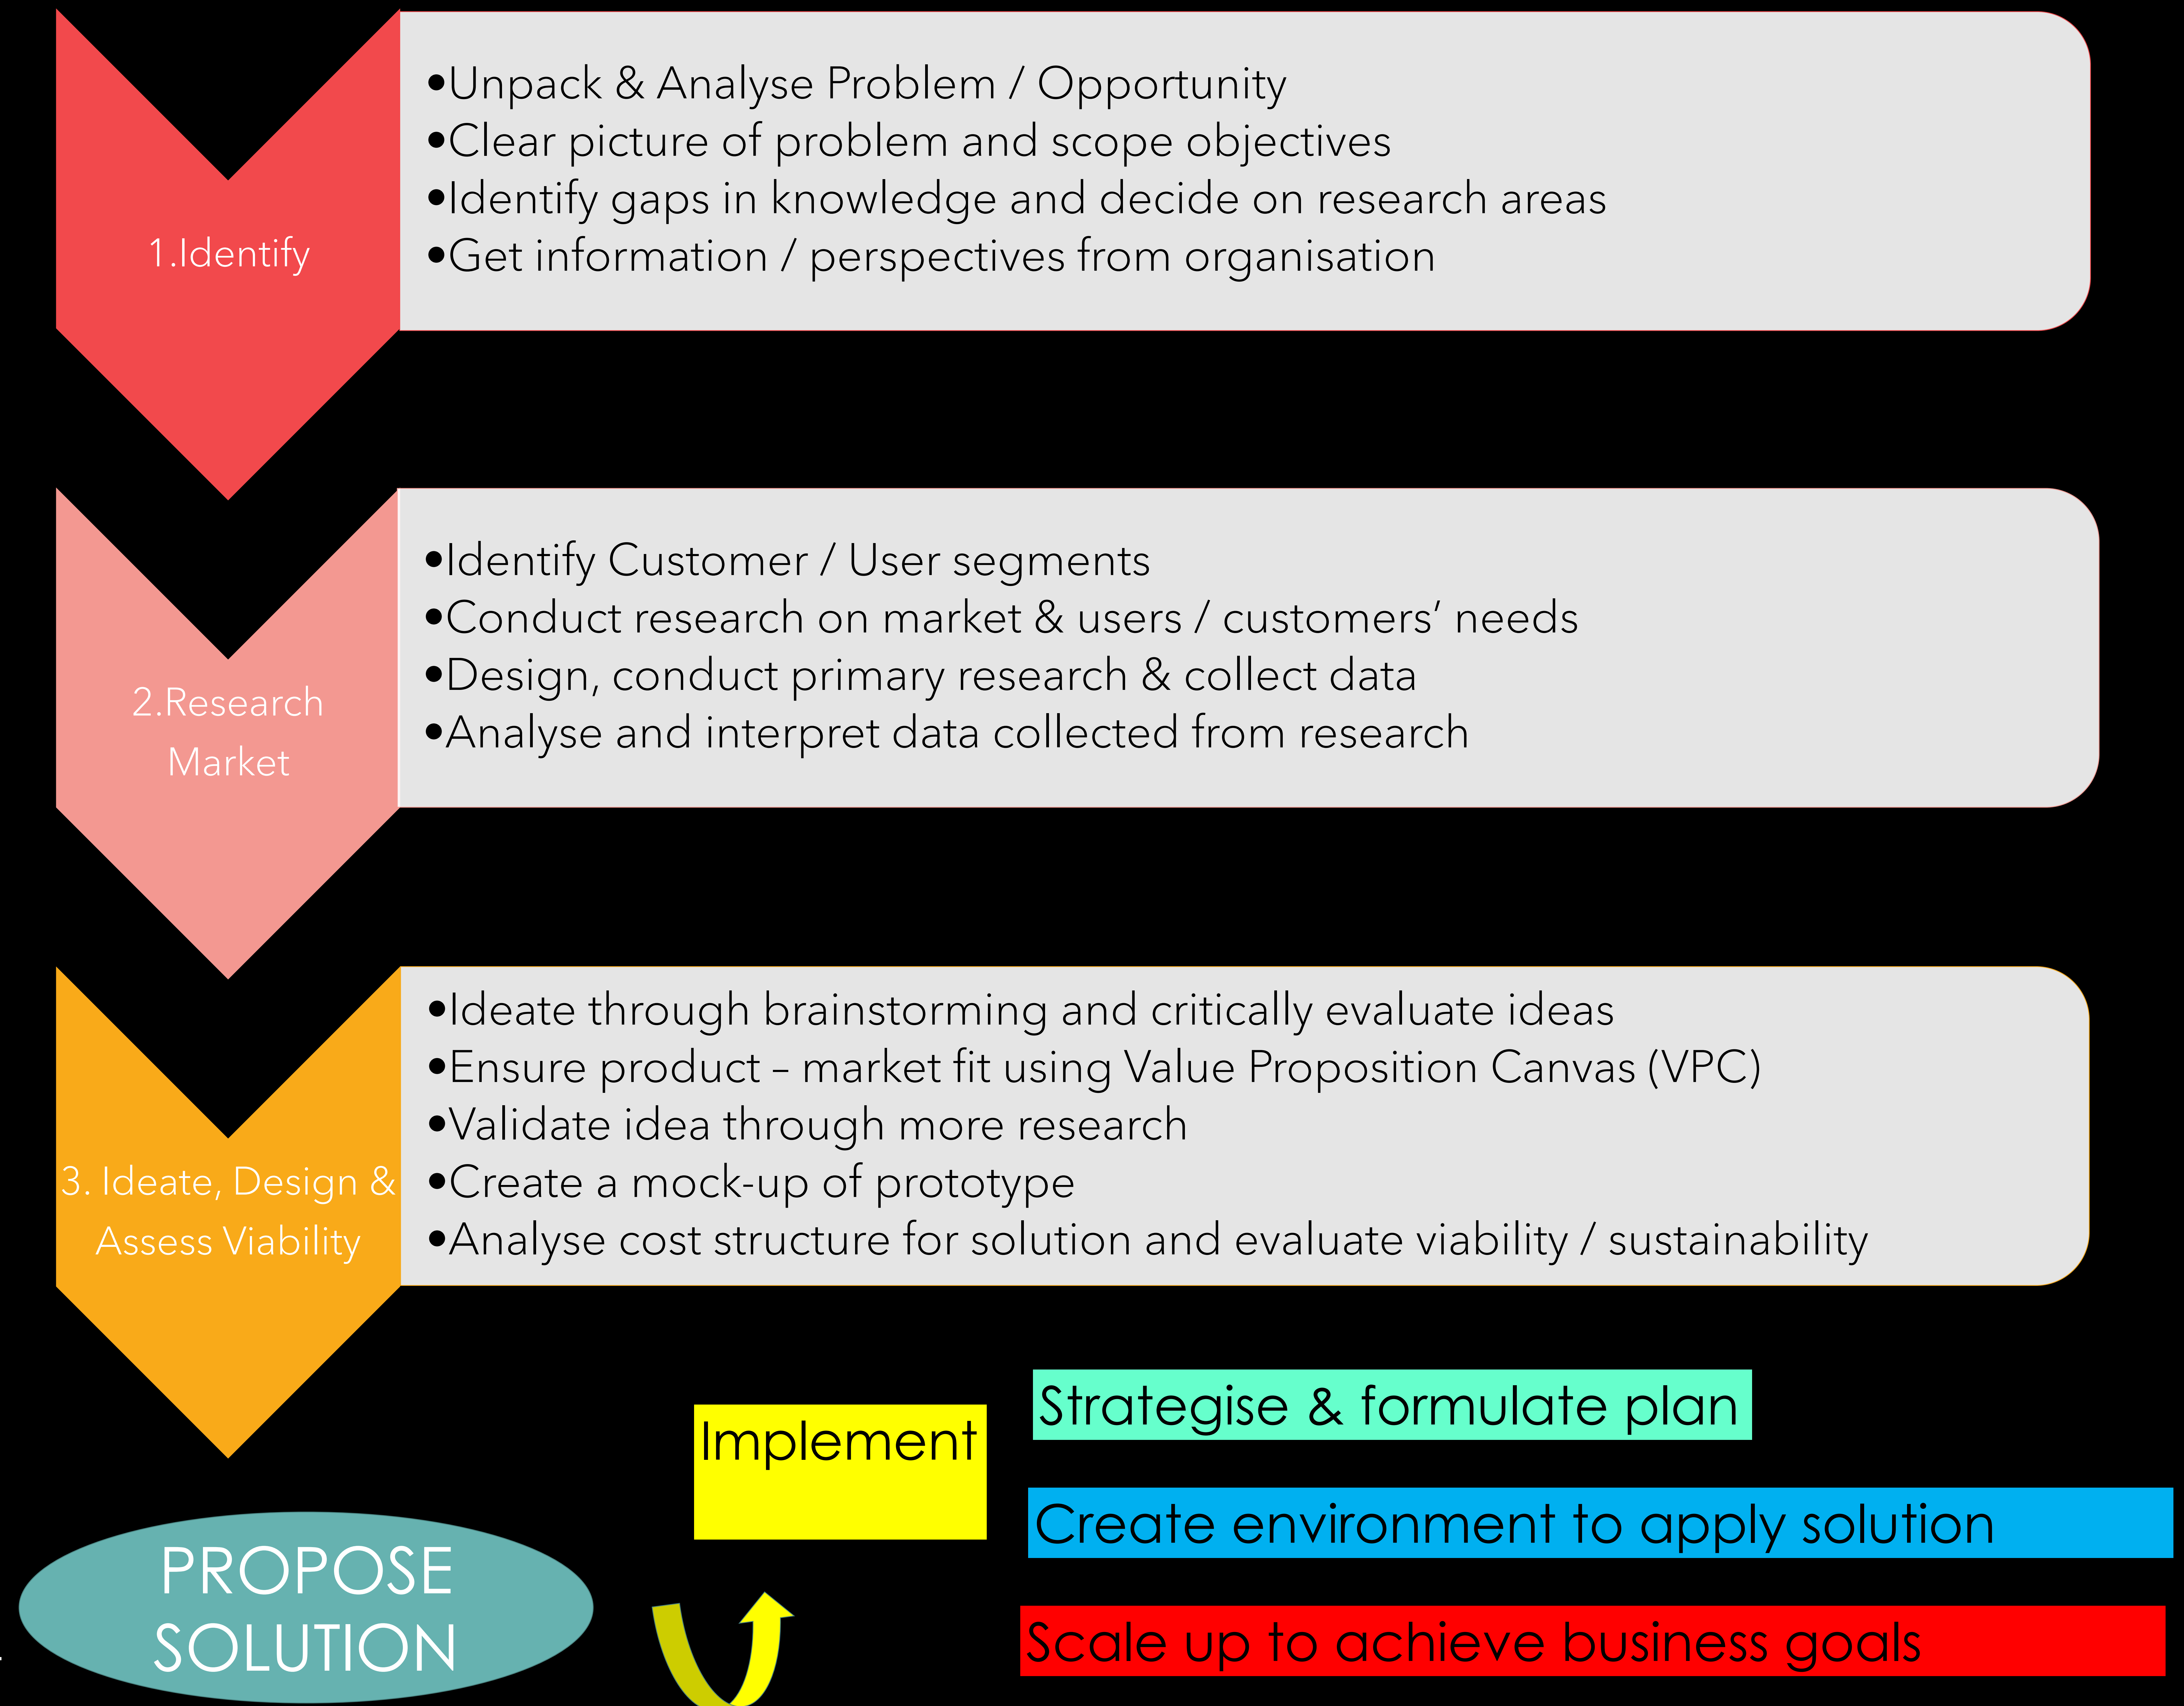 1.Identify
•Unpack & Analyse Problem / Opportunity
•Clear picture of problem and scope objectives
•Identify gaps in knowledge and decide on research areas
•Get information / perspectives from organisation
2.Research
Market
•Identify Customer / User segments
•Conduct research on market & users / customers’ needs
•Design, conduct primary research & collect data
•Analyse and interpret data collected from research
3. Ideate, Design &
Assess Viability
•Ideate through brainstorming and critically evaluate ideas
•Ensure product – market fit using Value Proposition Canvas (VPC)
•Validate idea through more research
•Create a mock-up of prototype
•Analyse cost structure for solution and evaluate viability / sustainability
PROPOSE
SOLUTION
Implement
Strategise & formulate plan
Create environment to apply solution
Scale up to achieve business goals